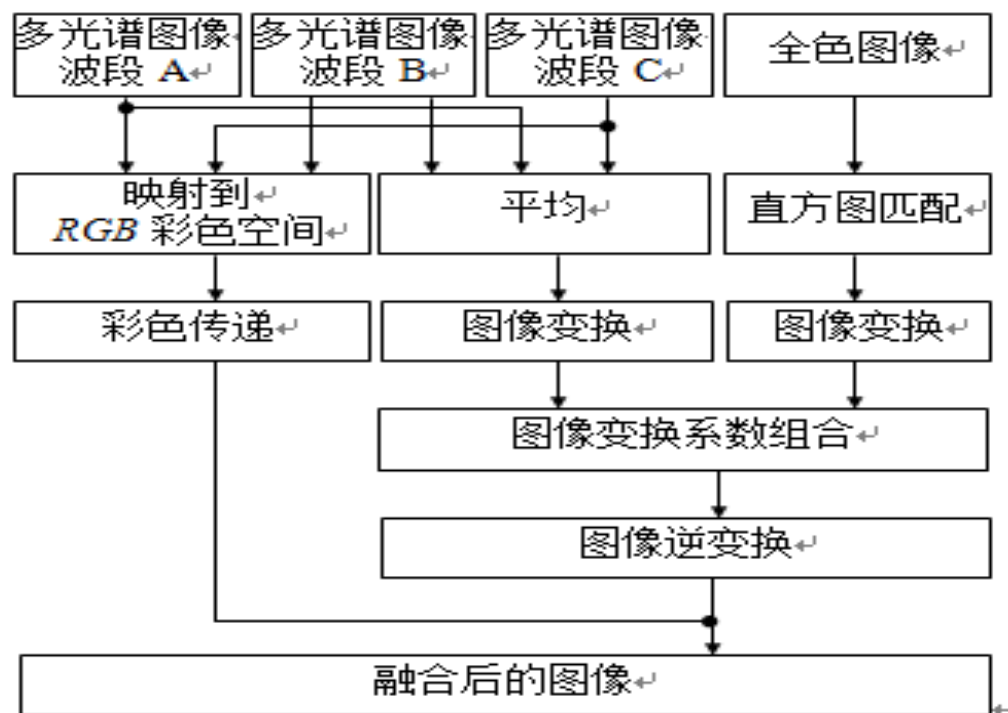 多光谱图像
波段 A
多光谱图像
波段 B
多光谱图像
波段 C
全色图像
映射到
RGB 彩色空间
平均
直方图匹配
彩色传递
图像变换
图像变换
图像变换系数组合
图像逆变换
融合后的图像